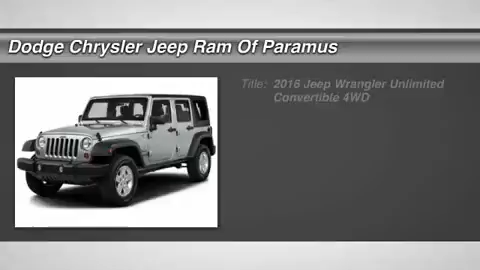 Dodge Chrysler Jeep Ram Of Paramus
Title: 2016 Jeep Wrangler Unlimited
Convertible 4WD